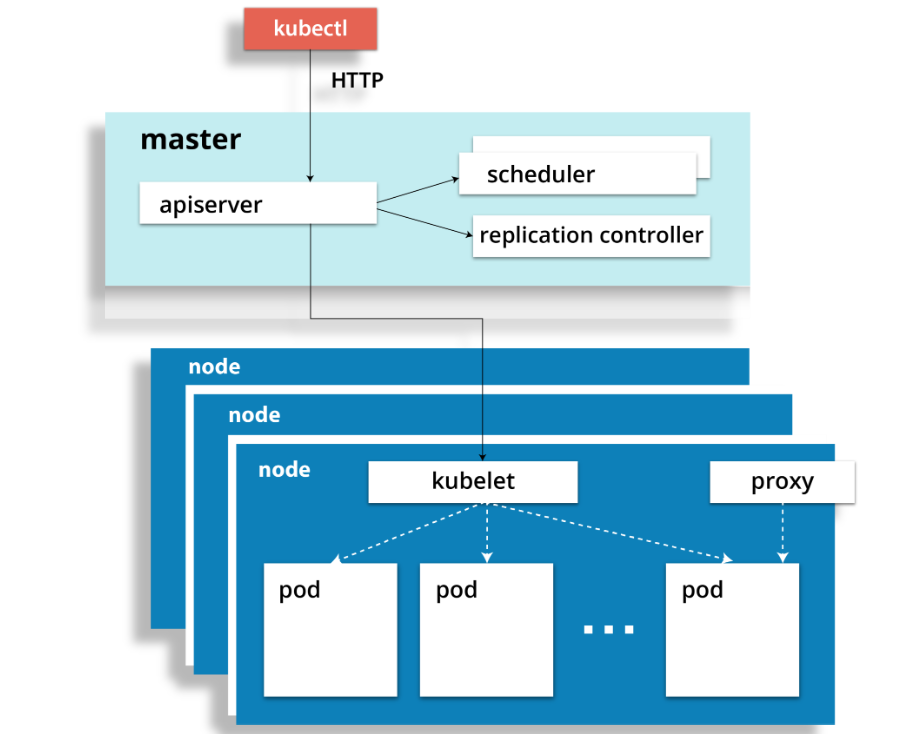 kubectl
HTTP
master
scheduler
apiserver
replication controller
node
node
node
kubelet
proxy
pod
pod
pod